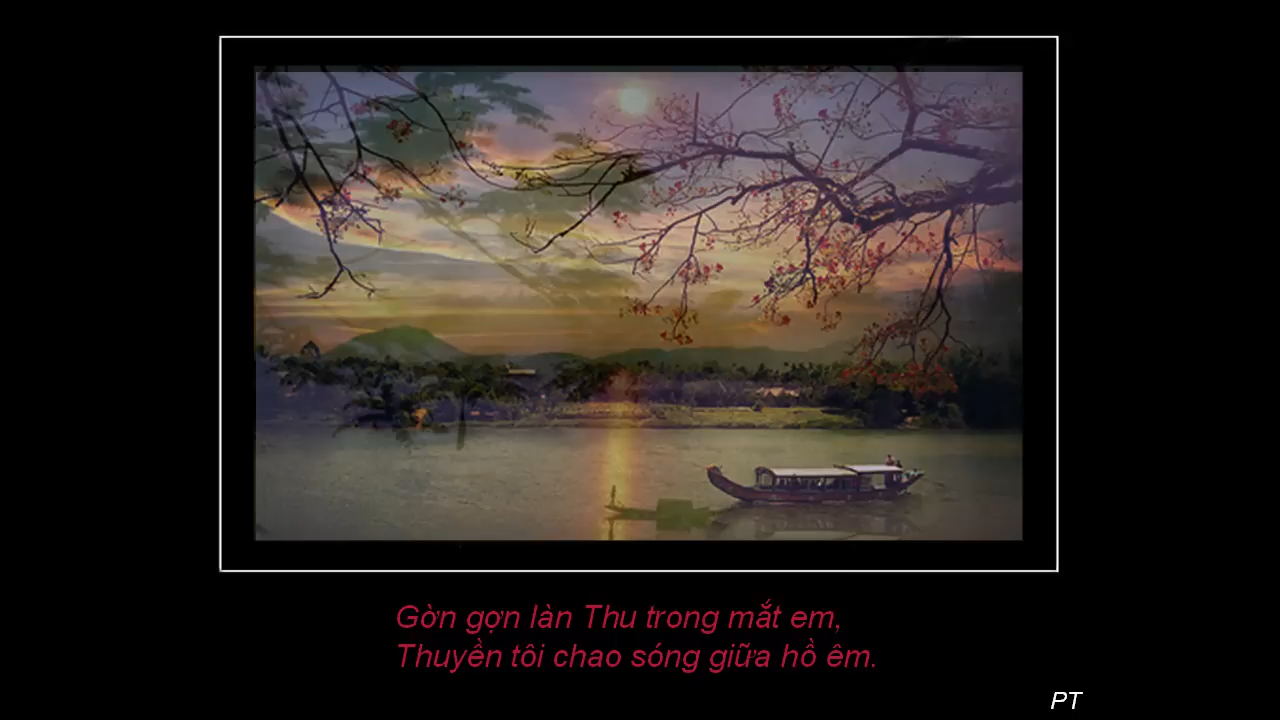 Gờn gợn làn Thu trong mắt em,
Thuyền tôi chao sóng giữa hồ êm.
PT